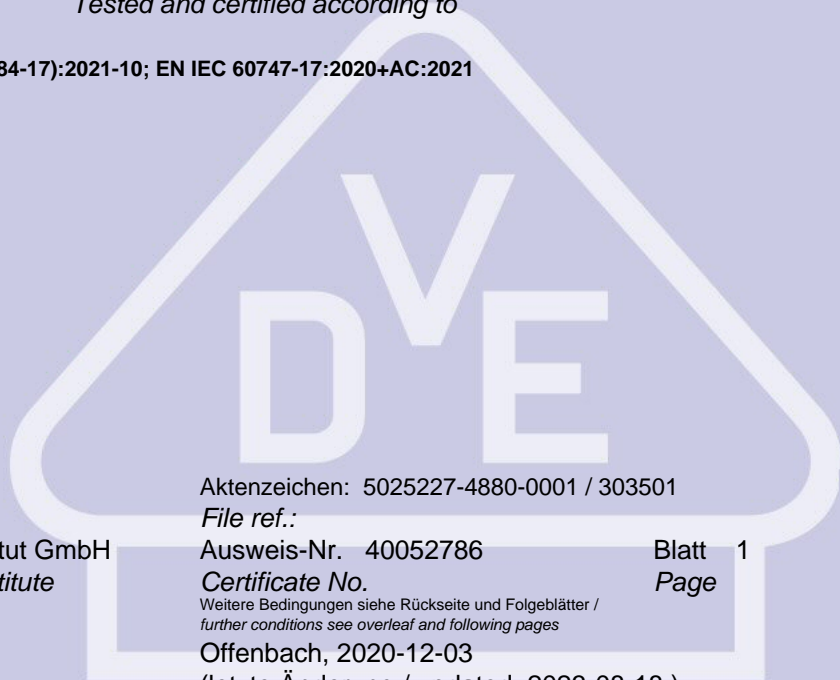 Tested and certified according to
84-17):2021-10; EN IEC 60747-17:2020+AC:2021
DVE
Aktenzeichen: 5025227-4880-0001 / 303501
File ref.:
tut GmbH Ausweis-Nr. 40052786 Blatt 1
titute Certificate No. Page
Weitere Bedingungen siehe Rückseite und Folgeblätter /
further conditions see overleaf and following pages
Offenbach, 2020-12-03